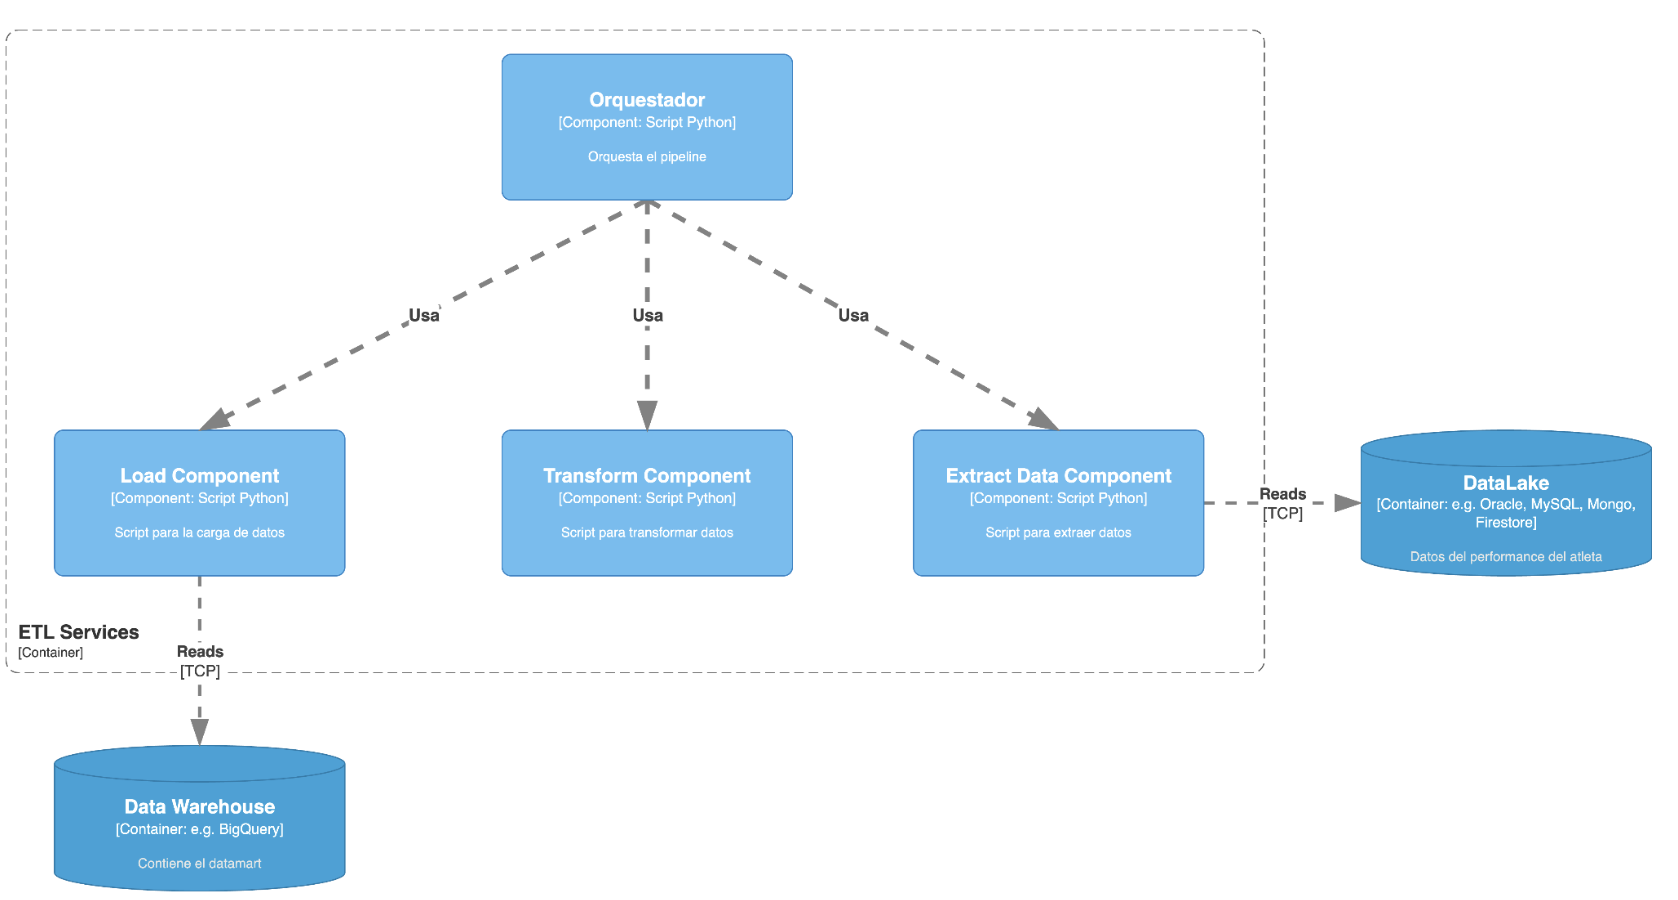 Orquestador
[Component: Script Python]
Orquesta el pipeline
Usa
Usa
Usa
Load Component
[Component: Script Python]
Script para la carga de datos
Transform Component
[Component: Script Python]
Script para transformar datos
Extract Data Component
[Component: Script Python]
Script para extraer datos
Reads
[TCP]
DataLake
[Container: e.g. Oracle, MySQL, Mongo,
Firestore]
Datos del performance del atleta
ETL Services
[Container]
Reads
[TCP]
Data Warehouse
[Container: e.g. BigQuery]
Contiene el datamart